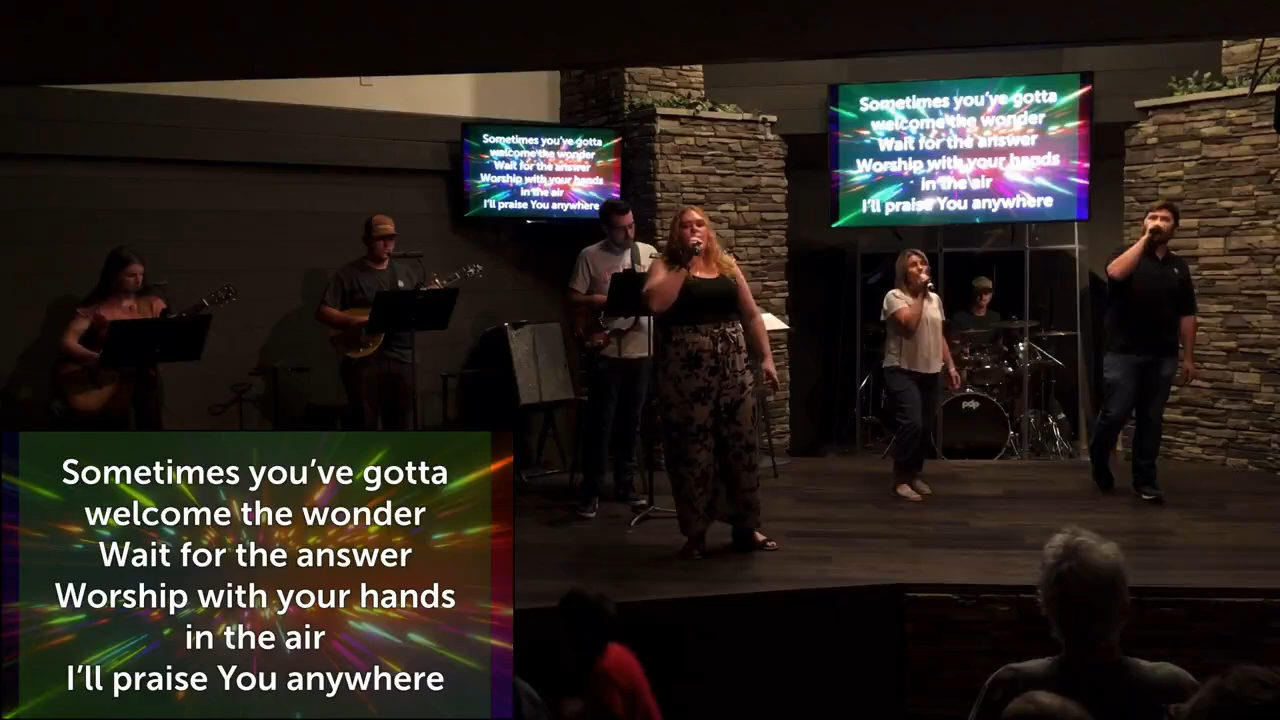 Sometimes you've gotta
welcome the wonder
Wait for the answer
Worship with your hands
in the air
I'll praise You anywhere
Sometimes you've gotta
welcome the wonder
Wait for the answer
Worship with your hands
in the air
I'll praise You anywhere
pdp
Sometimes you've gotta
welcome the wonder
Wait for the answer
Worship with your hands
in the air
I'll praise You anywhere